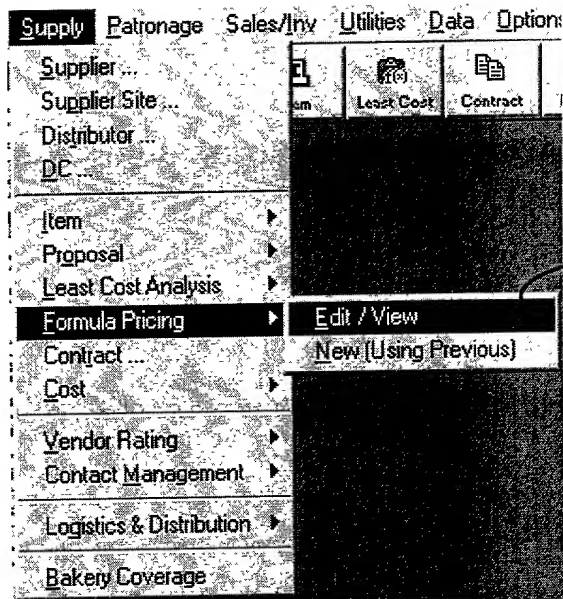 Supply Patronage Sales/Inv Utilities Data Options
Supplier ...
Supplier Site ...
Least Cost Contract
Distributor ...
DC ...
Item
Proposal
Least Cost Analysis
Formula Pricing
Edit / View
New (Using Previous)
Contract ...
Cost
Vendor Rating
Contact Management
Logistics & Distribution
Bakery Coverage